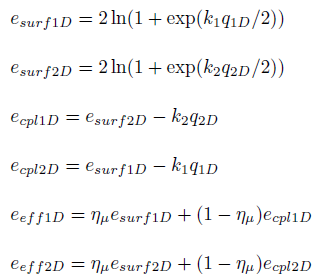 e_{surf1D} = 2 ln(1 + exp(k_1 q_{1D}/2))
e_{surf2D} = 2 ln(1 + exp(k_2 q_{2D}/2))
e_{cpl1D} = e_{surf2D} − k_2 q_{2D}
e_{cpl2D} = e_{surf1D} − k_1 q_{1D}
e_{eff1D} = η_μ e_{surf1D} + (1 − η_μ) e_{cpl1D}
e_{eff2D} = η_μ e_{surf2D} + (1 − η_μ) e_{cpl2D}